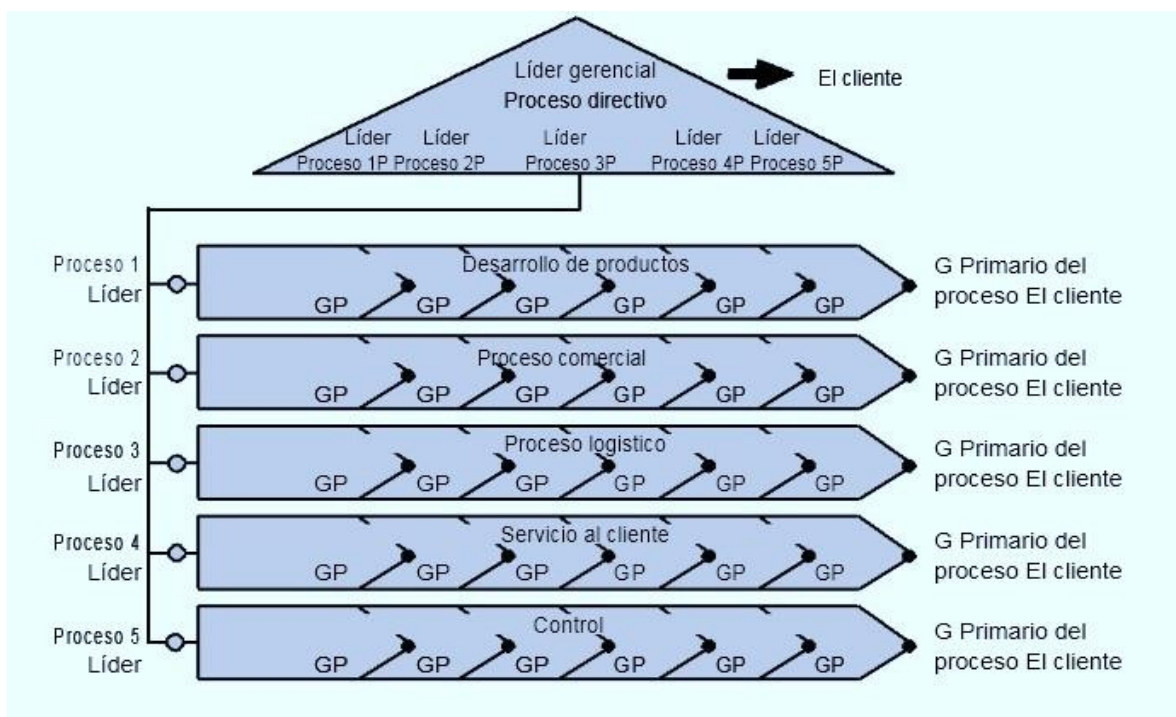 Líder gerencial
Proceso directivo
El cliente
Líder Líder Líder Líder Líder
Proceso 1P Proceso 2P Proceso 3P Proceso 4P Proceso 5P
Proceso 1
Líder
Desarrollo de productos
GP GP GP GP GP GP
G Primario del
proceso El cliente
Proceso 2
Líder
Proceso comercial
GP GP GP GP GP GP
G Primario del
proceso El cliente
Proceso 3
Líder
Proceso logistico
GP GP GP GP GP GP
G Primario del
proceso El cliente
Proceso 4
Líder
Servicio al cliente
GP GP GP GP GP GP
G Primario del
proceso El cliente
Proceso 5
Líder
Control
GP GP GP GP GP GP
G Primario del
proceso El cliente